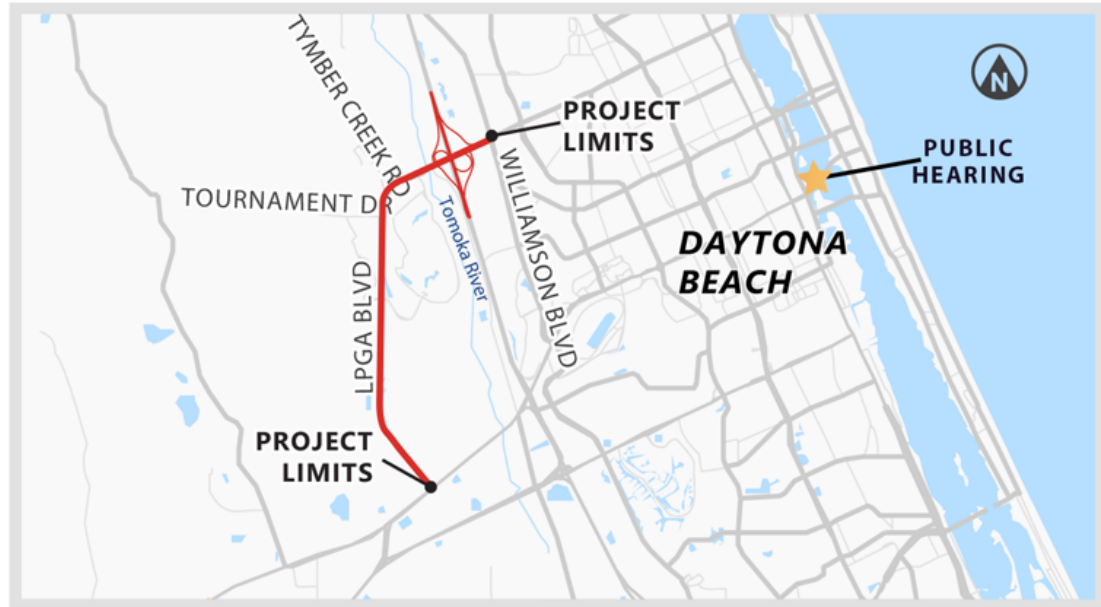 TYMBER CREEK RD
PROJECT
LIMITS
N
PUBLIC
HEARING
TOURNAMENT DR
Tomoka River
WILLIAMSON BLVD
DAYTONA
BEACH
LPGA BLVD
PROJECT
LIMITS